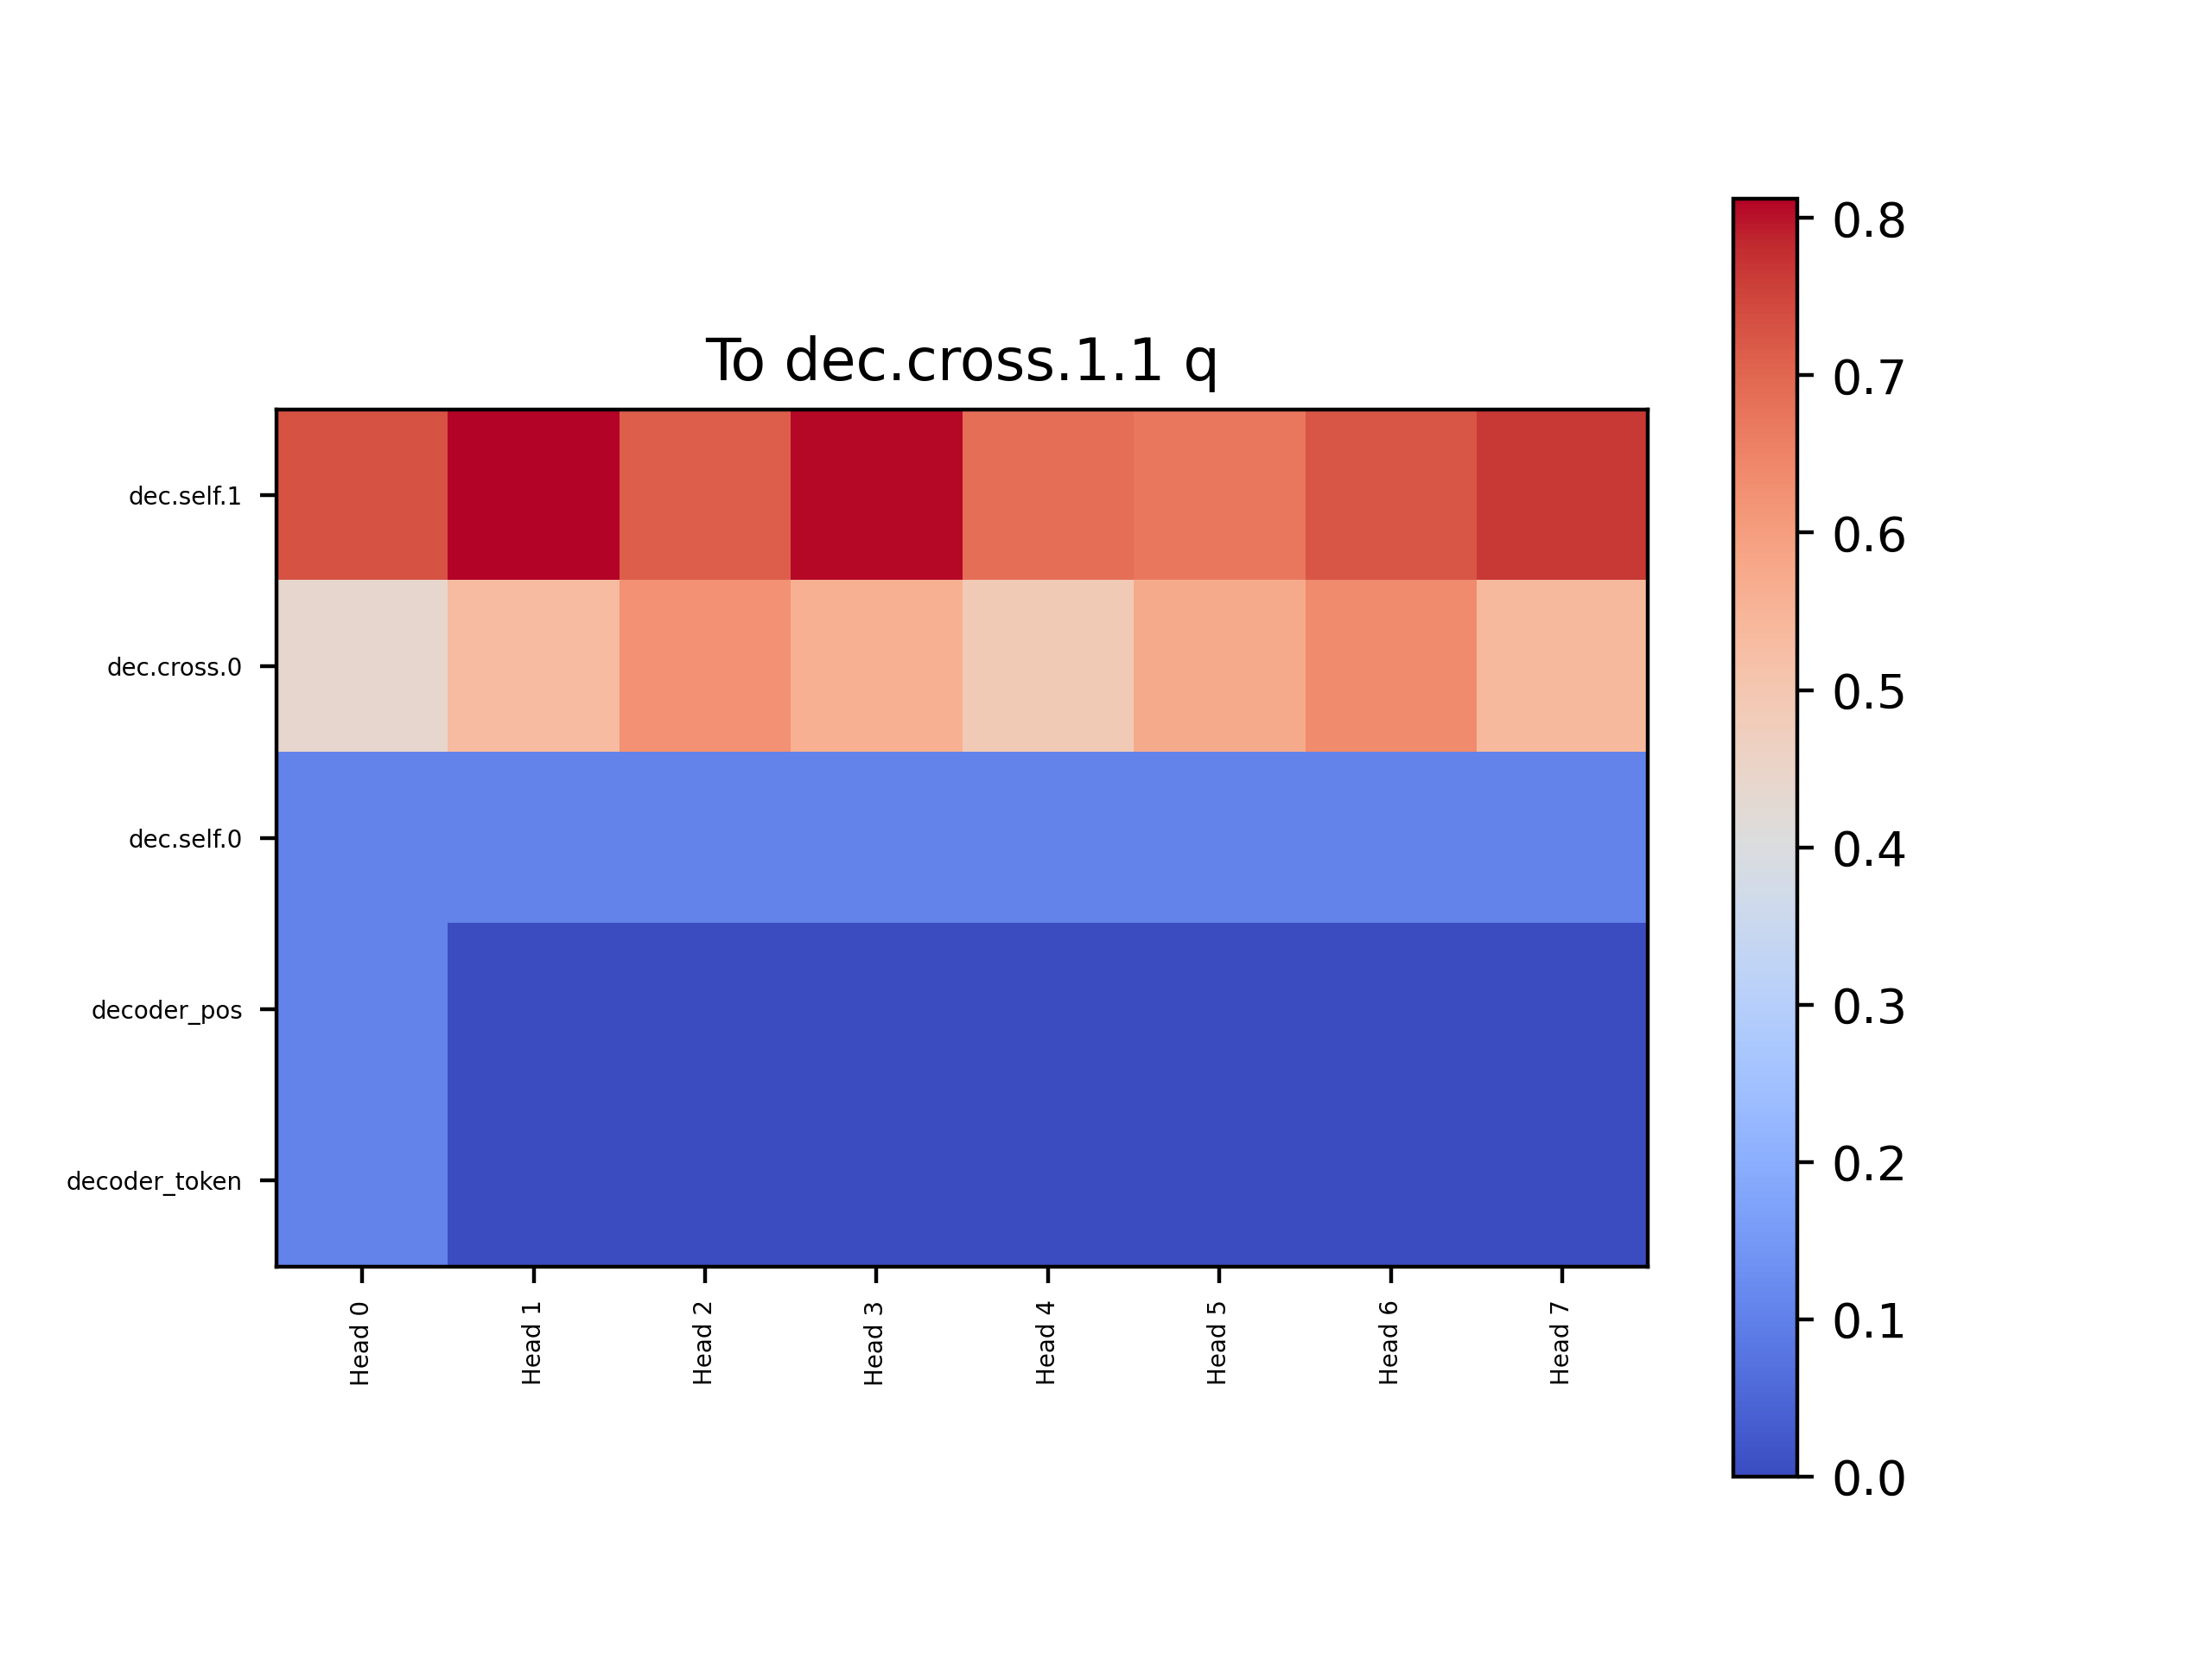 To dec.cross.1.1 q
dec.self.1
dec.cross.0
dec.self.0
decoder_pos
decoder_token
Head 0
Head 1
Head 2
Head 3
Head 4
Head 5
Head 6
Head 7
0.8
0.7
0.6
0.5
0.4
0.3
0.2
0.1
0.0